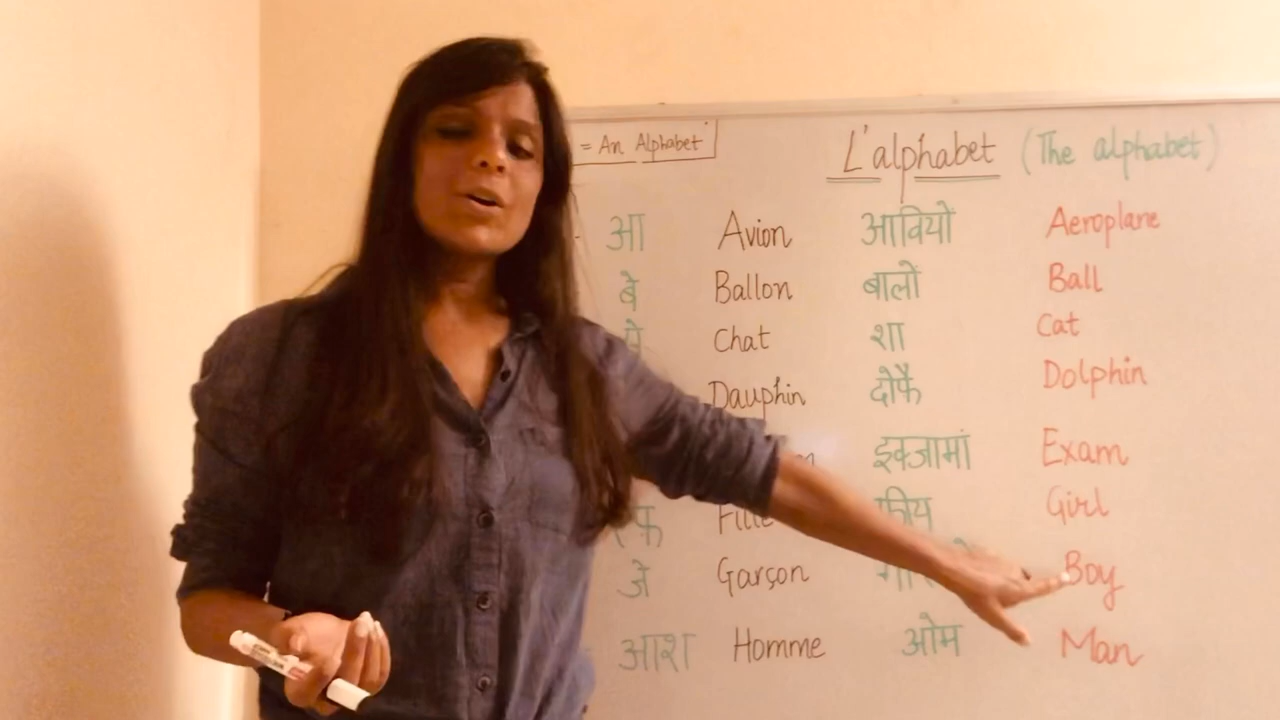 = An Alphabet
L'alphabet (The alphabet)
आ Avion आवियों Aeroplane
बे Ballon बालों Ball
से Chat शा Cat
Dauphin दोफैं Dolphin
इक्जामां Exam
Fille फीय Girl
जे Garçon Boy
आश Homme ओम Man